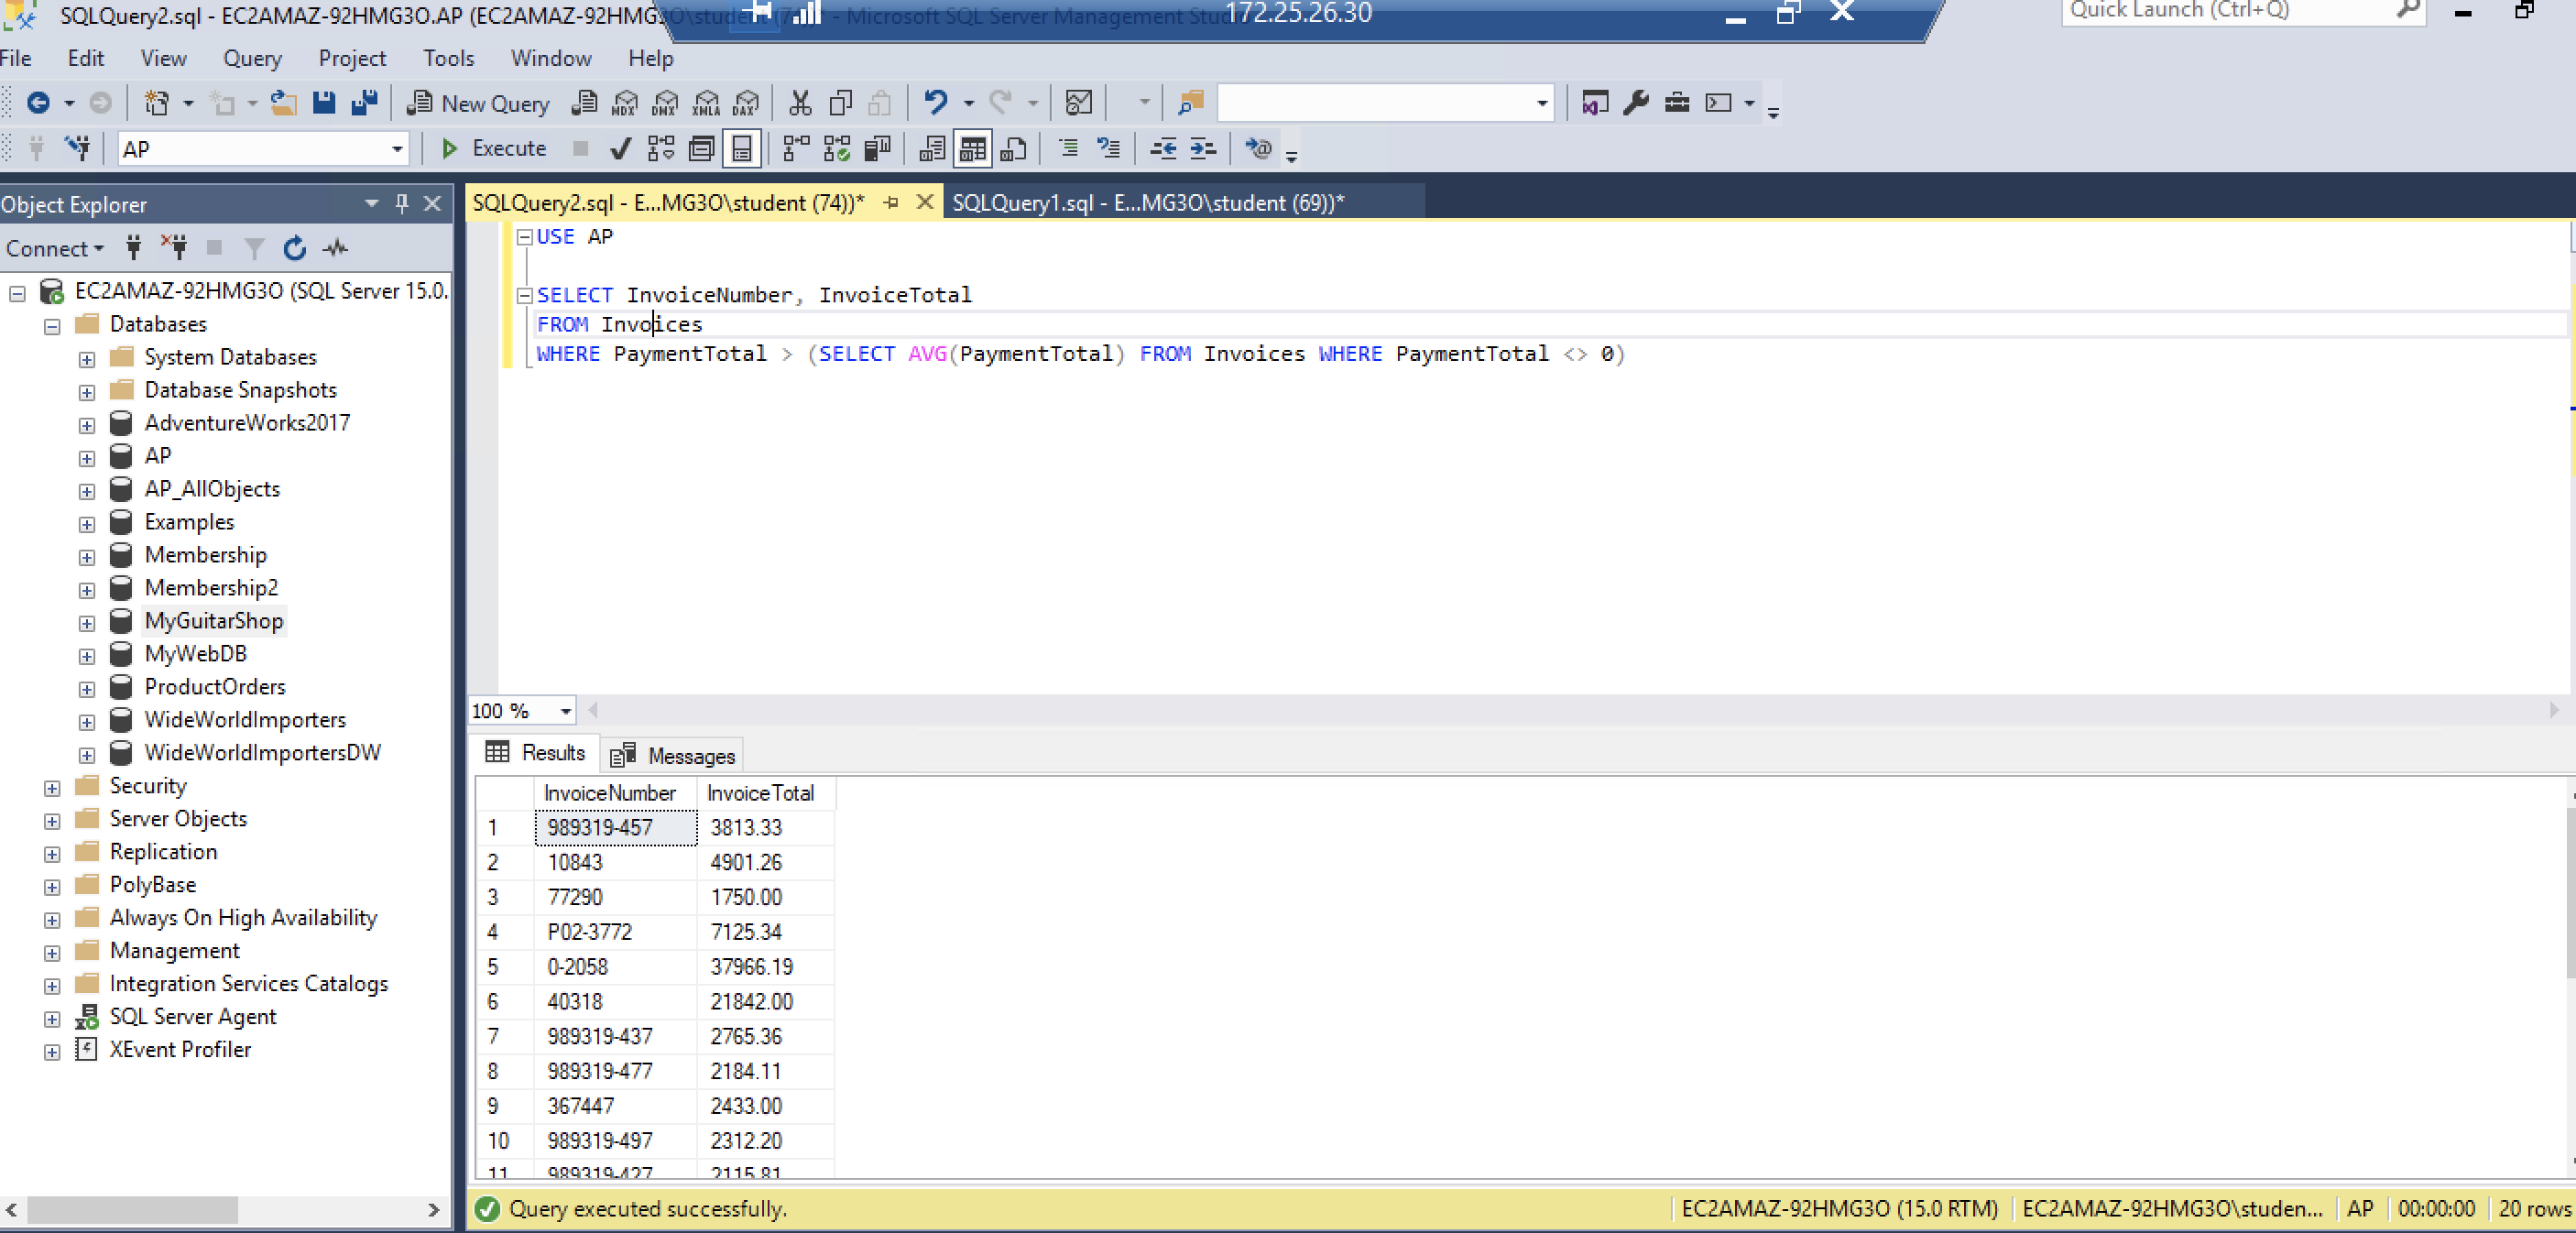 SQLQuery2.sql - EC2AMAZ-92HMG3O.AP (EC2AMAZ-92HMG3O\student (74))* - Microsoft SQL Server Management Studio
172.25.26.30
Quick Launch (Ctrl+Q)
File Edit View Query Project Tools Window Help
New Query MDX DMX XMLA DAX
AP Execute
Object Explorer
SQLQuery2.sql - E...MG3O\student (74))* SQLQuery1.sql - E...MG3O\student (69))*
Connect
EC2AMAZ-92HMG3O (SQL Server 15.0.
Databases
System Databases
Database Snapshots
AdventureWorks2017
AP
AP_AllObjects
Examples
Membership
Membership2
MyGuitarShop
MyWebDB
ProductOrders
WideWorldImporters
WideWorldImportersDW
Security
Server Objects
Replication
PolyBase
Always On High Availability
Management
Integration Services Catalogs
SQL Server Agent
XEvent Profiler
USE AP
SELECT InvoiceNumber, InvoiceTotal
FROM Invoices
WHERE PaymentTotal > (SELECT AVG(PaymentTotal) FROM Invoices WHERE PaymentTotal <> 0)
100 %
Results Messages
InvoiceNumber InvoiceTotal
1 989319-457 3813.33
2 10843 4901.26
3 77290 1750.00
4 P02-3772 7125.34
5 0-2058 37966.19
6 40318 21842.00
7 989319-437 2765.36
8 989319-477 2184.11
9 367447 2433.00
10 989319-497 2312.20
11 989319-427 2115.81
Query executed successfully.
EC2AMAZ-92HMG3O (15.0 RTM) EC2AMAZ-92HMG3O\studen... AP 00:00:00 20 rows